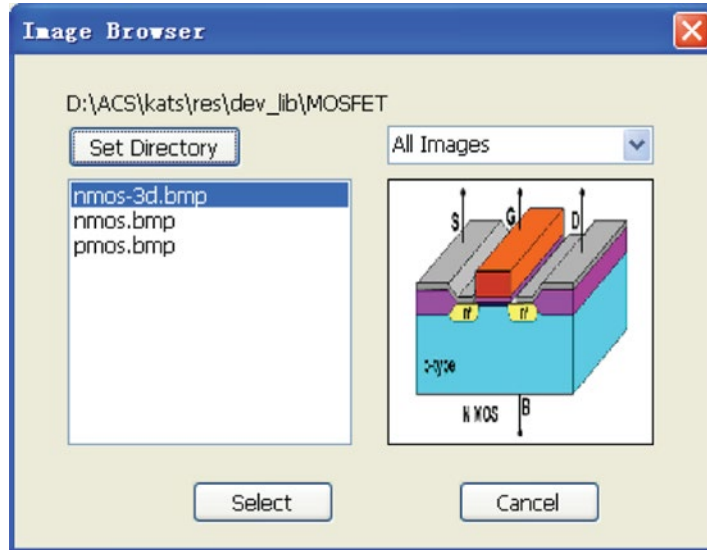 Image Browser
D:\ACS\kats\res\dev_lib\MOSFET
Set Directory
All Images
nmos-3d.bmp
nmos.bmp
pmos.bmp
S G D
n+ n+
p-type
N MOS B
Select Cancel